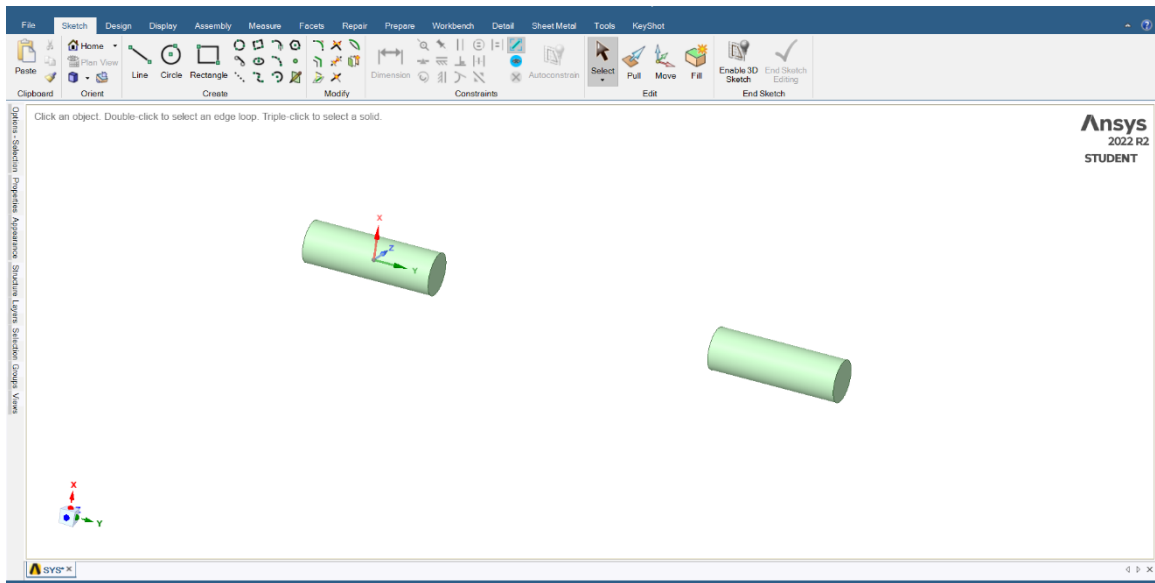 File Sketch Design Display Assembly Measure Facets Repair Prepare Workbench Detail Sheet Metal Tools KeyShot
Home
Plan View
Paste
Line Circle Rectangle
Dimension
Autoconstrain
Select Pull Move Fill
Enable 3D Sketch
End Sketch Editing
Clipboard Orient Create Modify Constraints Edit End Sketch
Click an object. Double-click to select an edge loop. Triple-click to select a solid.
Ansys
2022 R2
STUDENT
Options - Selection Properties Appearance Structure Layers Selection Groups Views
X
Z
Y
X
Y
SYS*